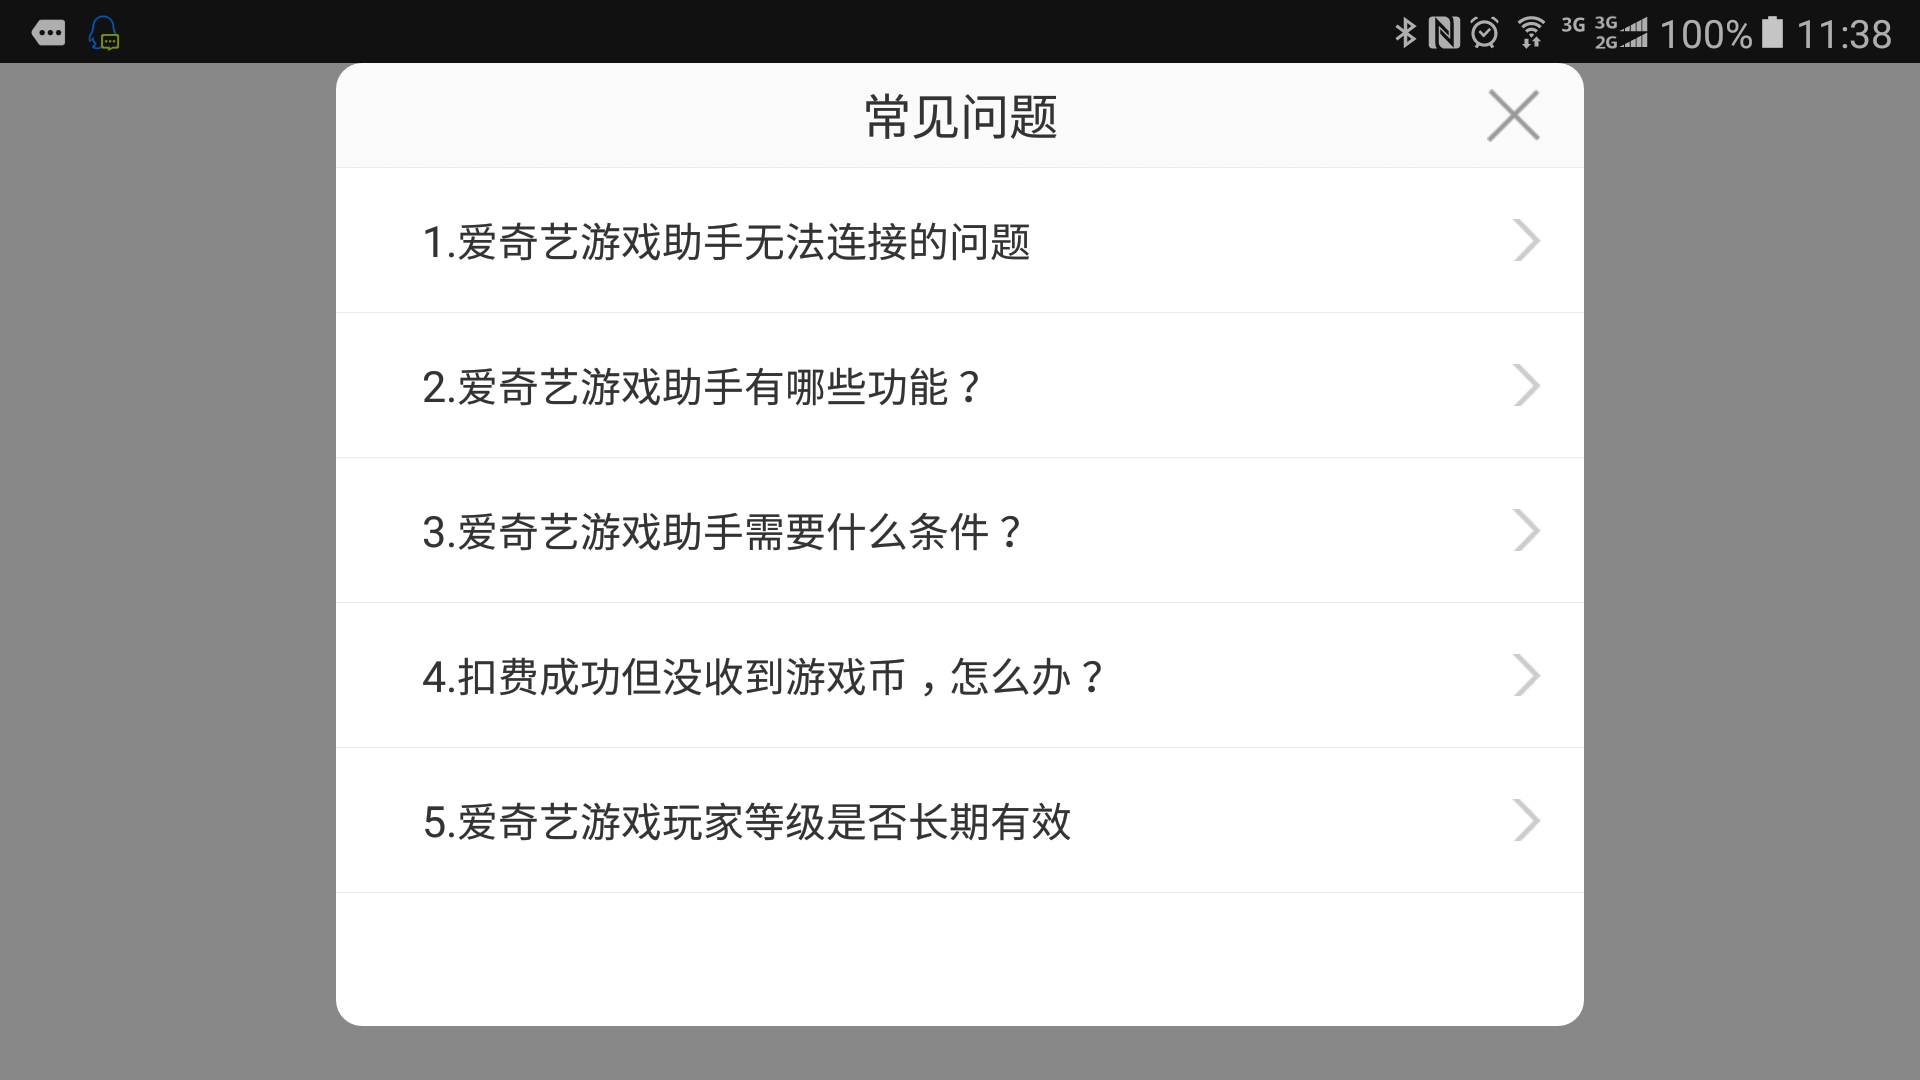 3G 3G 2G 100% 11:38
常见问题
1.爱奇艺游戏助手无法连接的问题
2.爱奇艺游戏助手有哪些功能？
3.爱奇艺游戏助手需要什么条件？
4.扣费成功但没收到游戏币，怎么办？
5.爱奇艺游戏玩家等级是否长期有效